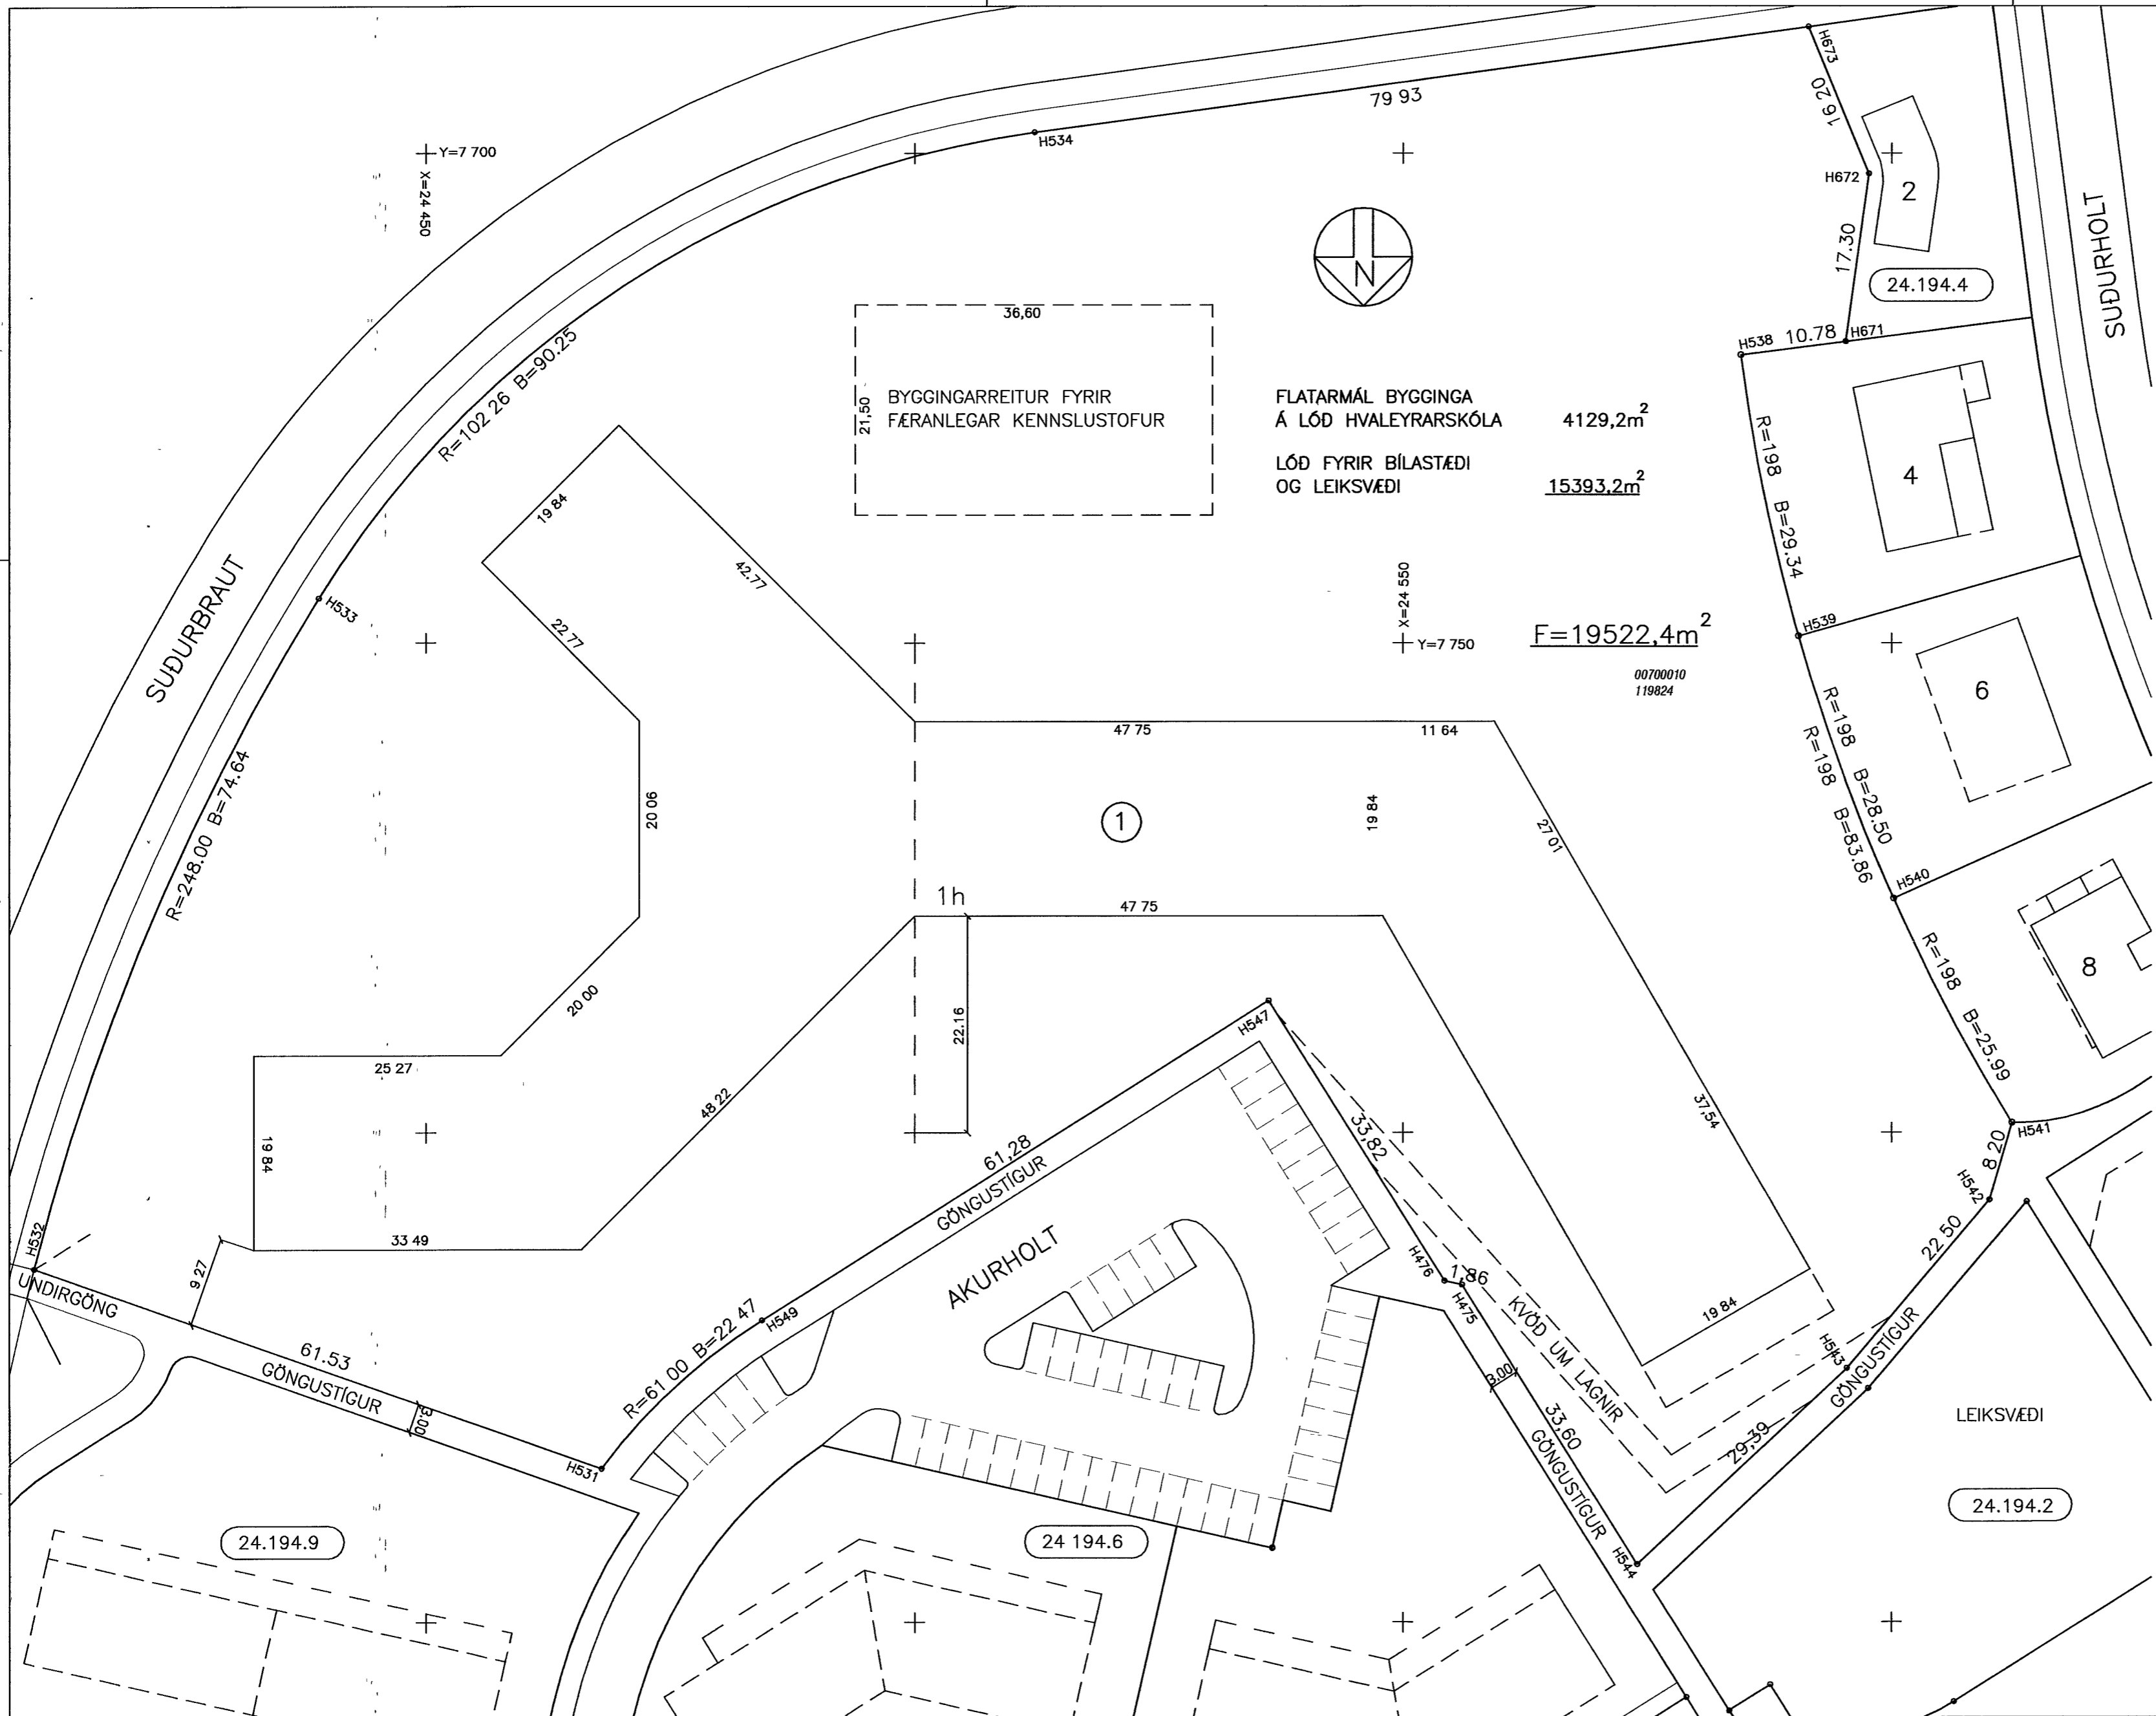 H673
79 93
16 20
H534
Y=7 700
X=24 450
H672
2
SUÐURHOLT
17.30
N
24.194.4
36,60
10.78
H671
H538
R=102 26 B=90.25
21,50
BYGGINGARREITUR FYRIR
FÆRANLEGAR KENNSLUSTOFUR
FLATARMÁL BYGGINGA
Á LÓÐ HVALEYRARSKÓLA 4129,2m²
LÓÐ FYRIR BÍLASTÆÐI
OG LEIKSVÆÐI 15393,2m²
R=198 B=29.34
4
19 84
42.77
X=24 550
Y=7 750
H533
SUÐURBRAUT
22 77
F=19522,4m²
00700010
119824
H539
6
R=198 B=28.50
R=198 B=83.86
47 75
11 64
R=248.00 B=74.64
20 06
1
19 84
27 01
1h
47 75
H540
8
R=198 B=25.99
20 00
22.16
H547
25 27
48 22
61,28
GÖNGUSTÍGUR
33,82
37,54
H541
8 20
H542
19 84
33 49
H532
9 27
UNDIRGÖNG
AKURHOLT
H476
1,86
H475
KVÖÐ UM LAGNIR
19 84
22 50
H543
GÖNGUSTÍGUR
61.53
GÖNGUSTÍGUR
3.00
R=61 00 B=22 47
H549
H531
3.00
33,60
GÖNGUSTÍGUR
29,39
LEIKSVÆÐI
24.194.2
H544
24.194.9
24 194.6